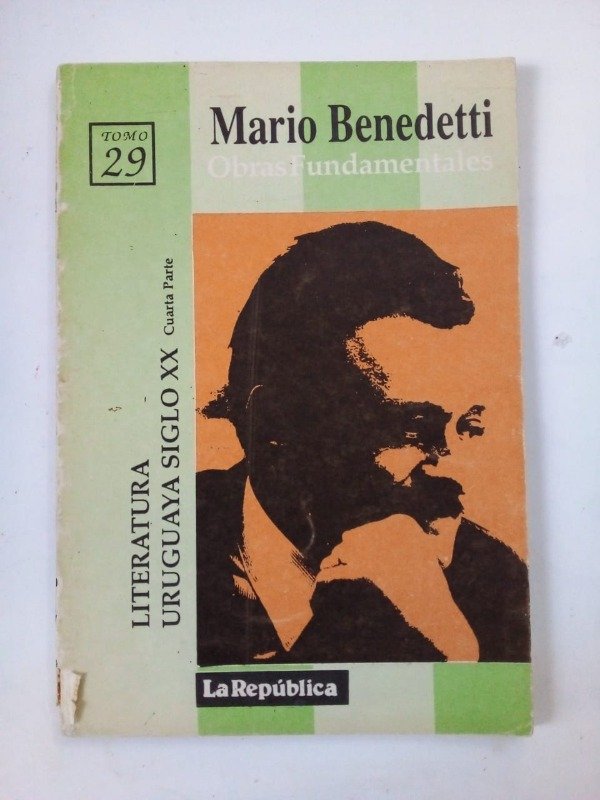 TOMO
29
Mario Benedetti
Obras Fundamentales
LITERATURA
URUGUAYA SIGLO XX Cuarta Parte
La República